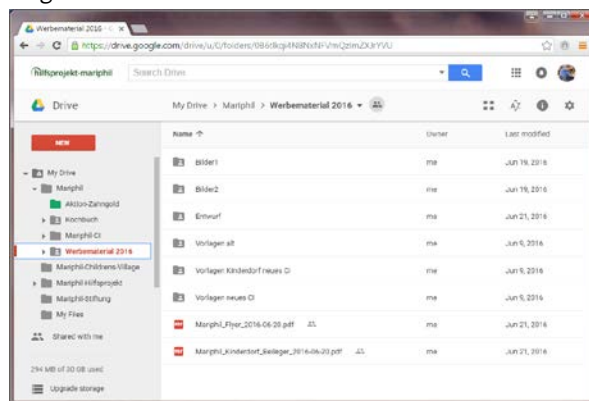 Werbematerial 2016
https://drive.google.com/drive/u/0/folders/
hilfsprojekt-mariphil
Search Drive
Drive
My Drive > Mariphil > Werbematerial 2016
NEW
Name
Owner
Last modified
My Drive
Mariphil
Aktion-Zahngold
Kochbuch
Mariphil-CI
Werbematerial 2016
Mariphil-Childrens-Village
Mariphil-Hilfsprojekt
Mariphil-Stiftung
My Files
Shared with me
294 MB of 30 GB used
Upgrade storage
Bilder1 me Jun 19, 2016
Bilder2 me Jun 19, 2016
Entwurf me Jun 21, 2016
Vorlagen alt me Jun 9, 2016
Vorlagen Kinderdorf neues CI me Jun 9, 2016
Vorlagen neues CI me Jun 9, 2016
Mariphil_Flyer_2016-06-20.pdf me Jun 21, 2016
Mariphil_Kinderdorf_Beileger_2016-06-20.pdf me Jun 21, 2016